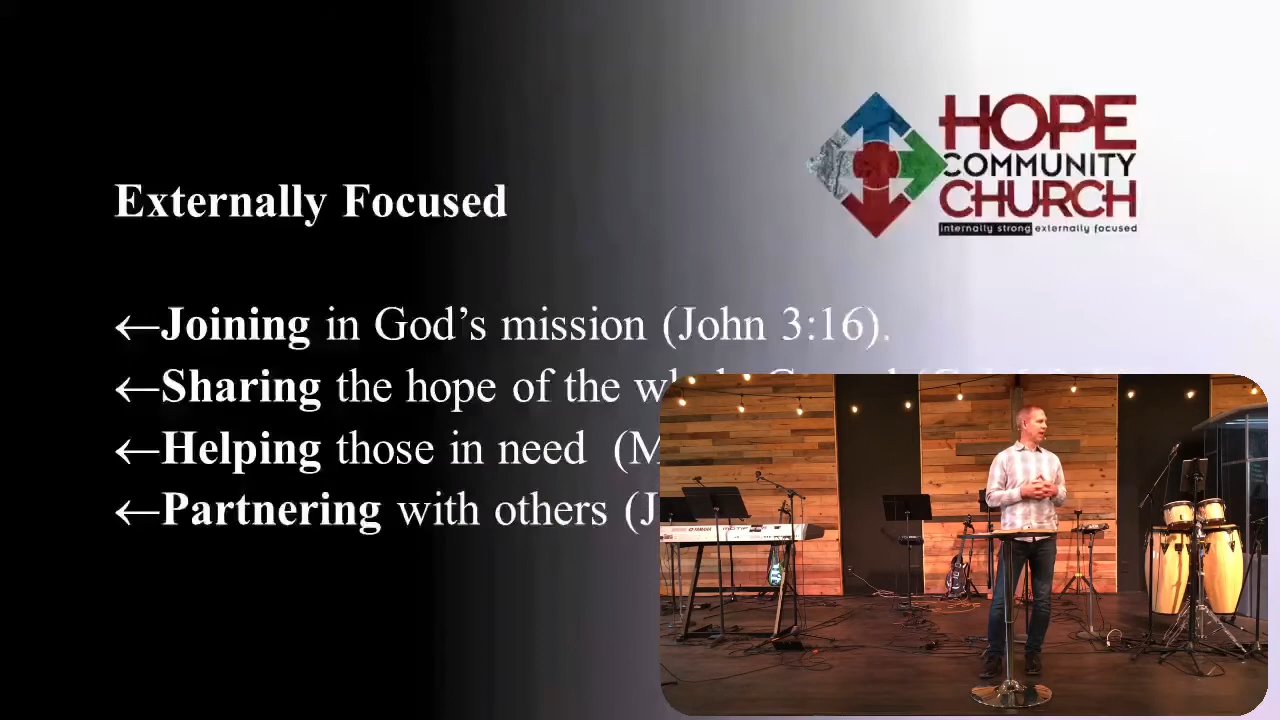 HOPE
COMMUNITY
CHURCH
internally strong externally focused
Externally Focused
←Joining in God's mission (John 3:16).
←Sharing the hope of the
←Helping those in need
←Partnering with others
YAMAHA